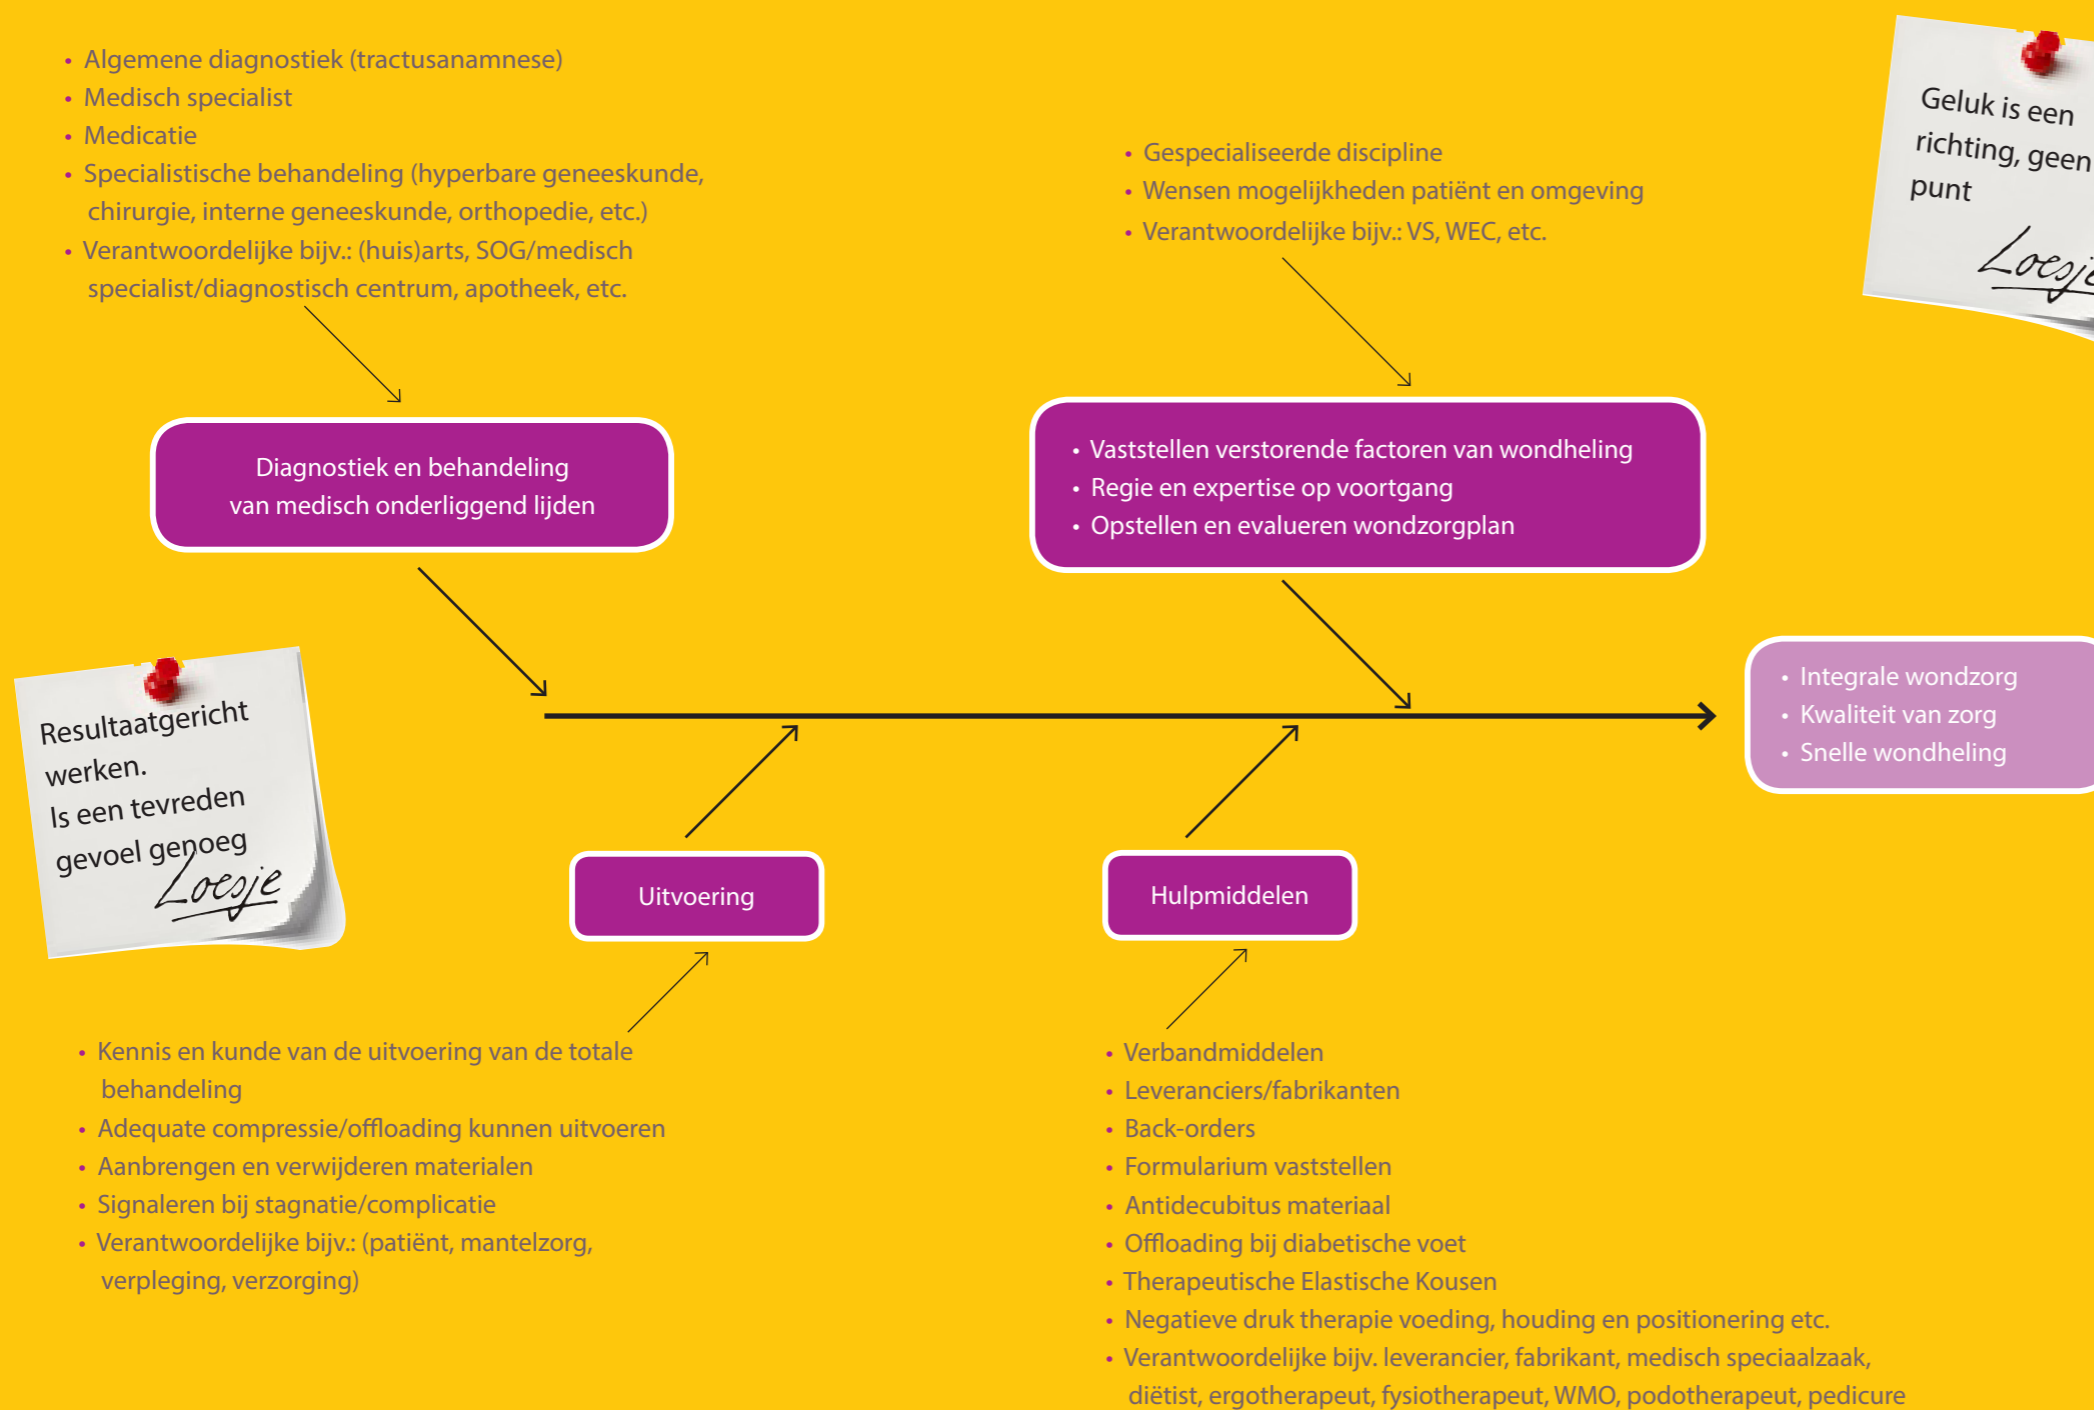 • Algemene diagnostiek (tractusanamnese)
• Medisch specialist
• Medicatie
• Specialistische behandeling (hyperbare geneeskunde,
chirurgie, interne geneeskunde, orthopedie, etc.)
• Verantwoordelijke bijv.: (huis)arts, SOG/medisch
specialist/diagnostisch centrum, apotheek, etc.
• Gespecialiseerde discipline
• Wensen mogelijkheden patiënt en omgeving
• Verantwoordelijke bijv.: VS, WEC, etc.
Geluk is een
richting, geen
punt
Loesje
Diagnostiek en behandeling
van medisch onderliggend lijden
• Vaststellen verstorende factoren van wondheling
• Regie en expertise op voortgang
• Opstellen en evalueren wondzorgplan
Resultaatgericht
werken.
Is een tevreden
gevoel genoeg
Loesje
• Integrale wondzorg
• Kwaliteit van zorg
• Snelle wondheling
Uitvoering
Hulpmiddelen
• Kennis en kunde van de uitvoering van de totale
behandeling
• Adequate compressie/offloading kunnen uitvoeren
• Aanbrengen en verwijderen materialen
• Signaleren bij stagnatie/complicatie
• Verantwoordelijke bijv.: (patiënt, mantelzorg,
verpleging, verzorging)
• Verbandmiddelen
• Leveranciers/fabrikanten
• Back-orders
• Formularium vaststellen
• Antidecubitus materiaal
• Offloading bij diabetische voet
• Therapeutische Elastische Kousen
• Negatieve druk therapie voeding, houding en positionering etc.
• Verantwoordelijke bijv. leverancier, fabrikant, medisch speciaalzaak,
diëtist, ergotherapeut, fysiotherapeut, WMO, podotherapeut, pedicure